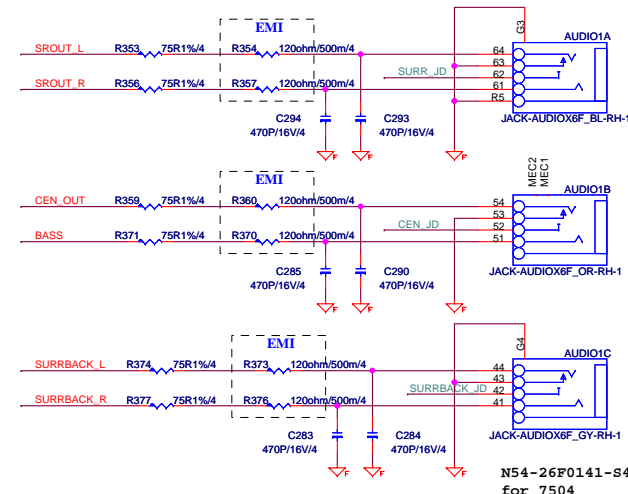 EMI
G3
AUDIO1A
SROUT_L R353 75R1%/4 R354 120ohm/500m/4 64
63
SURR_JD 62
SROUT_R R356 75R1%/4 R357 120ohm/500m/4 61
R5
JACK-AUDIOX6F_BL-RH-1
C294 C293
470P/16V/4 470P/16V/4
F F F
MEC2
MEC1
EMI
AUDIO1B
CEN_OUT R359 75R1%/4 R360 120ohm/500m/4 54
53
CEN_JD 52
BASS R371 75R1%/4 R370 120ohm/500m/4 51
JACK-AUDIOX6F_OR-RH-1
C285 C290
470P/16V/4 470P/16V/4
F F F
EMI
G4
AUDIO1C
SURRBACK_L R374 75R1%/4 R373 120ohm/500m/4 44
43
SURRBACK_JD 42
SURRBACK_R R377 75R1%/4 R376 120ohm/500m/4 41
JACK-AUDIOX6F_GY-RH-1
C283 C284
470P/16V/4 470P/16V/4
F F F
N54-26F0141-S4
for 7504